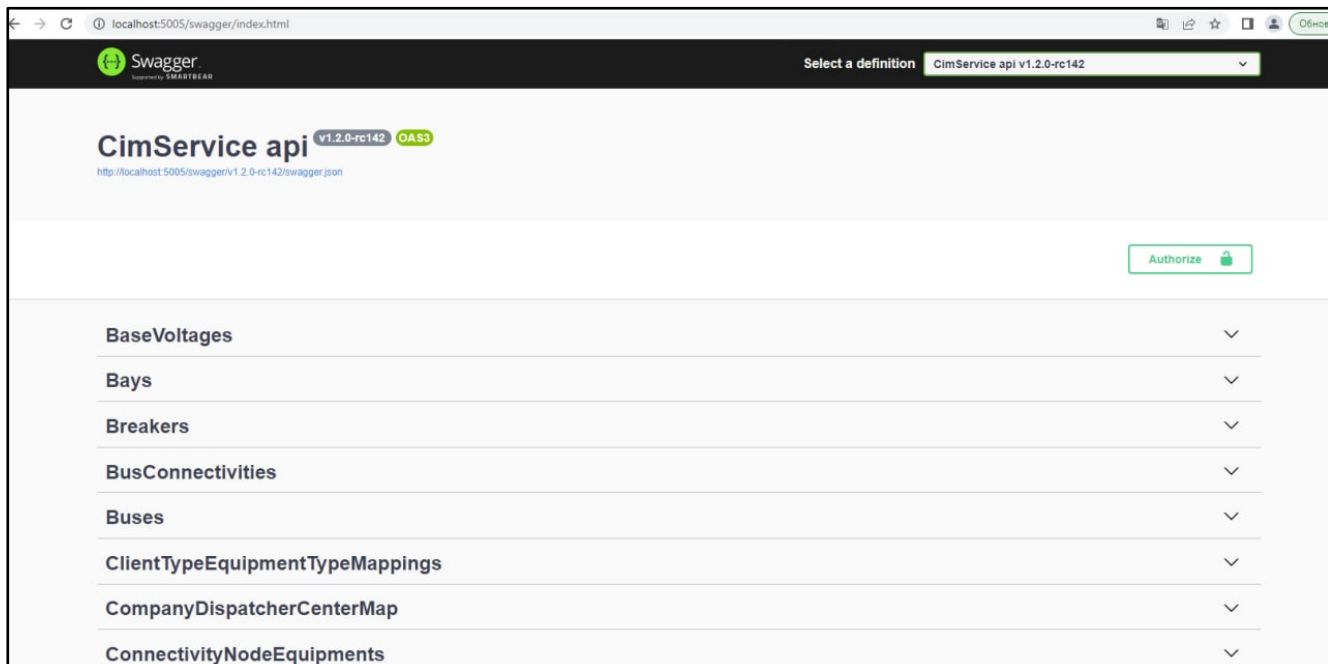 localhost:5005/swagger/index.html
Обнов
Swagger.
Supported by SMARTBEAR
Select a definition
CimService api v1.2.0-rc142
CimService api v1.2.0-rc142 OAS3
http://localhost:5005/swagger/v1.2.0-rc142/swagger.json
Authorize
BaseVoltages
Bays
Breakers
BusConnectivities
Buses
ClientTypeEquipmentTypeMappings
CompanyDispatcherCenterMap
ConnectivityNodeEquipments